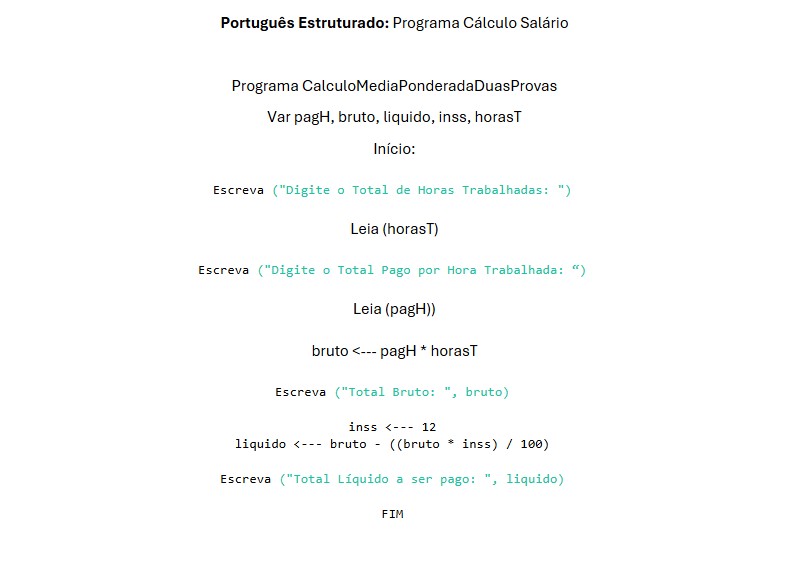 Português Estruturado: Programa Cálculo Salário
Programa CalculoMediaPonderadaDuasProvas
Var pagH, bruto, liquido, inss, horasT
Início:
Escreva ("Digite o Total de Horas Trabalhadas: ")
Leia (horasT)
Escreva ("Digite o Total Pago por Hora Trabalhada: “)
Leia (pagH))
bruto <--- pagH * horasT
Escreva ("Total Bruto: ", bruto)
inss <--- 12
liquido <--- bruto - ((bruto * inss) / 100)
Escreva ("Total Líquido a ser pago: ", liquido)
FIM